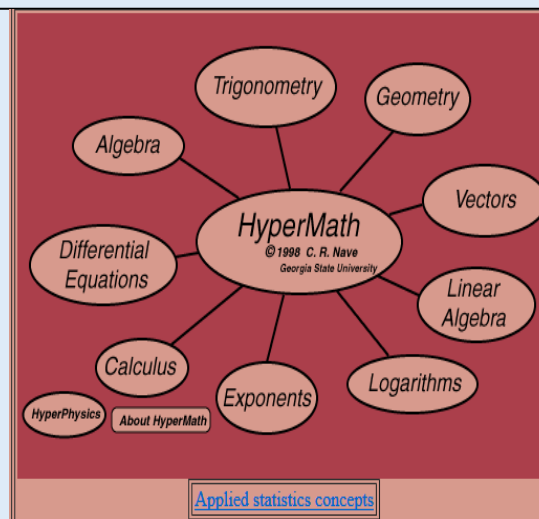 Trigonometry
Geometry
Algebra
Vectors
HyperMath
© 1998 C. R. Nave
Georgia State University
Differential
Equations
Linear
Algebra
Calculus
Exponents
Logarithms
HyperPhysics
About HyperMath
Applied statistics concepts